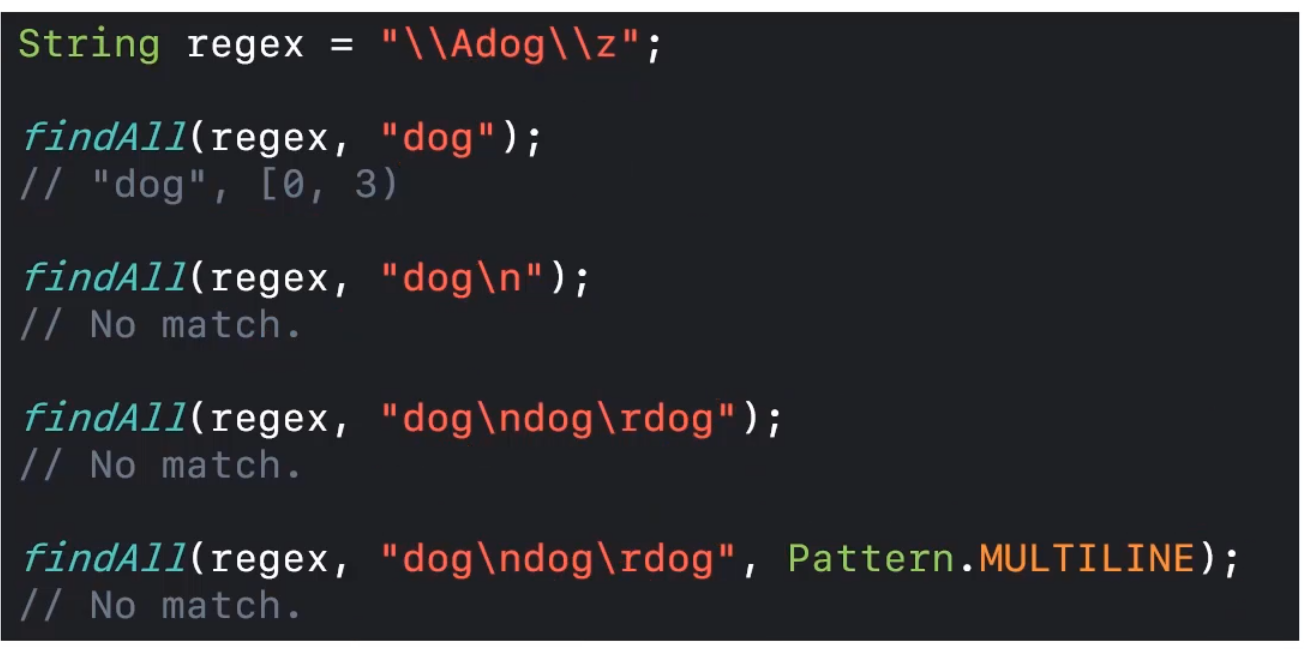 String regex = "\\Adog\\z";
findAll(regex, "dog");
// "dog", [0, 3)
findAll(regex, "dog\n");
// No match.
findAll(regex, "dog\ndog\rdog");
// No match.
findAll(regex, "dog\ndog\rdog", Pattern.MULTILINE);
// No match.